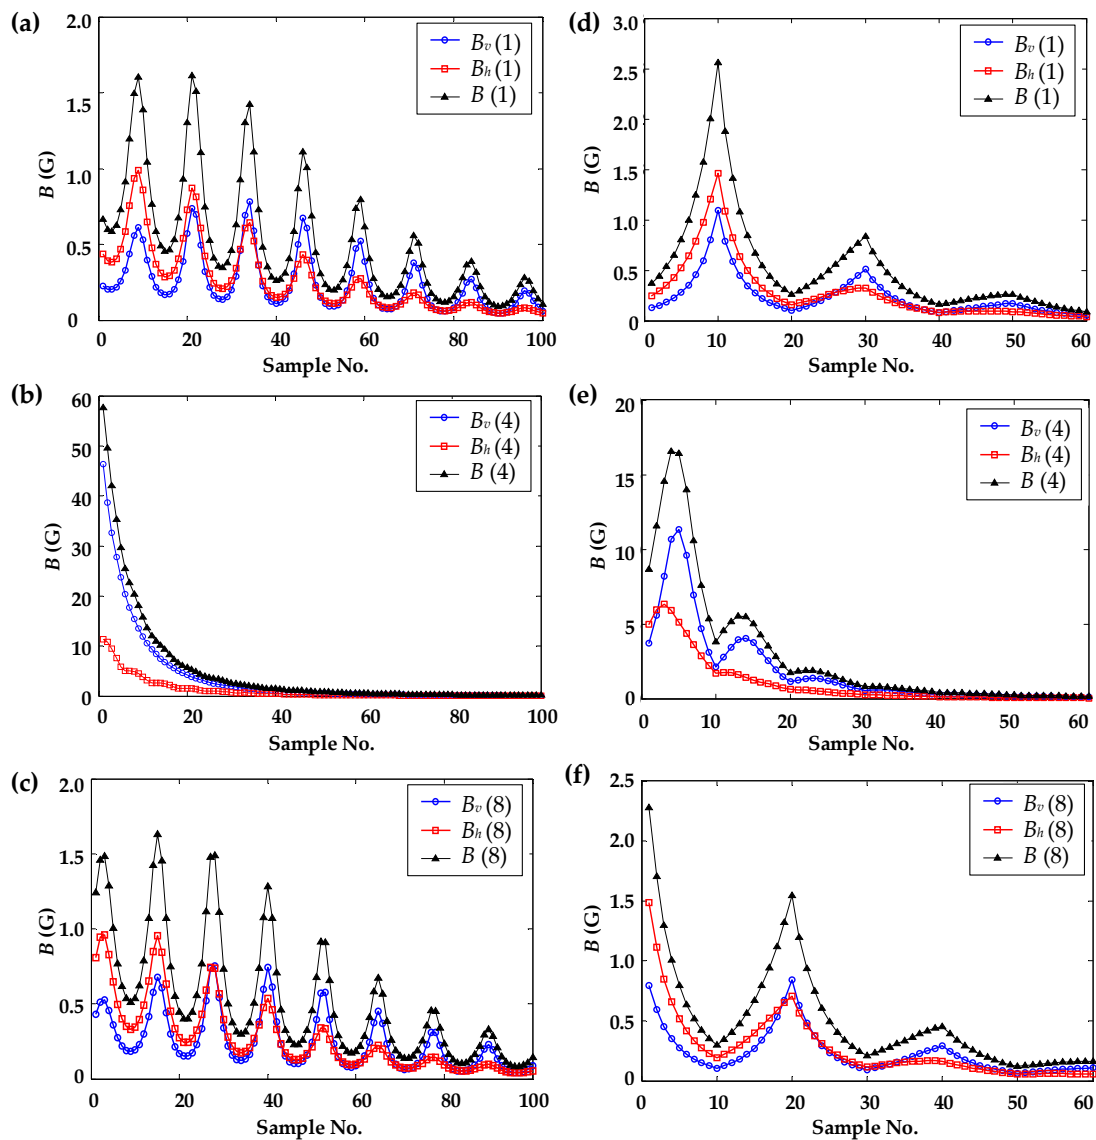 (a)
2.0
1.5
1.0
0.5
0
B (G)
Bv (1)
Bh (1)
B (1)
0 20 40 60 80 100
Sample No.
(d)
3.0
2.5
2.0
1.5
1.0
0.5
0
B (G)
Bv (1)
Bh (1)
B (1)
0 10 20 30 40 50 60
Sample No.
(b)
60
50
40
30
20
10
0
B (G)
Bv (4)
Bh (4)
B (4)
0 20 40 60 80 100
Sample No.
(e)
20
15
10
5
0
B (G)
Bv (4)
Bh (4)
B (4)
0 10 20 30 40 50 60
Sample No.
(c)
2.0
1.5
1.0
0.5
0
B (G)
Bv (8)
Bh (8)
B (8)
0 20 40 60 80 100
Sample No.
(f)
2.5
2.0
1.5
1.0
0.5
0
B (G)
Bv (8)
Bh (8)
B (8)
0 10 20 30 40 50 60
Sample No.